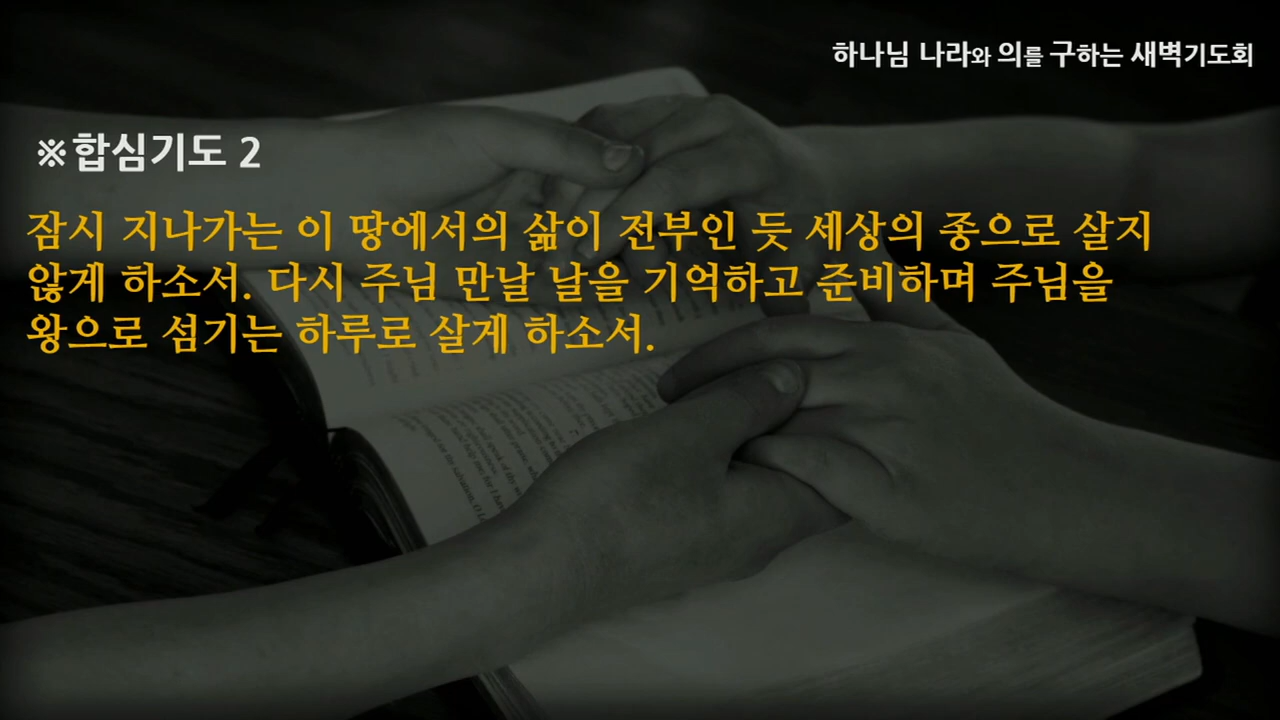 하나님 나라와 의를 구하는 새벽기도회
※합심기도 2
잠시 지나가는 이 땅에서의 삶이 전부인 듯 세상의 종으로 살지
않게 하소서. 다시 주님 만날 날을 기억하고 준비하며 주님을
왕으로 섬기는 하루로 살게 하소서.